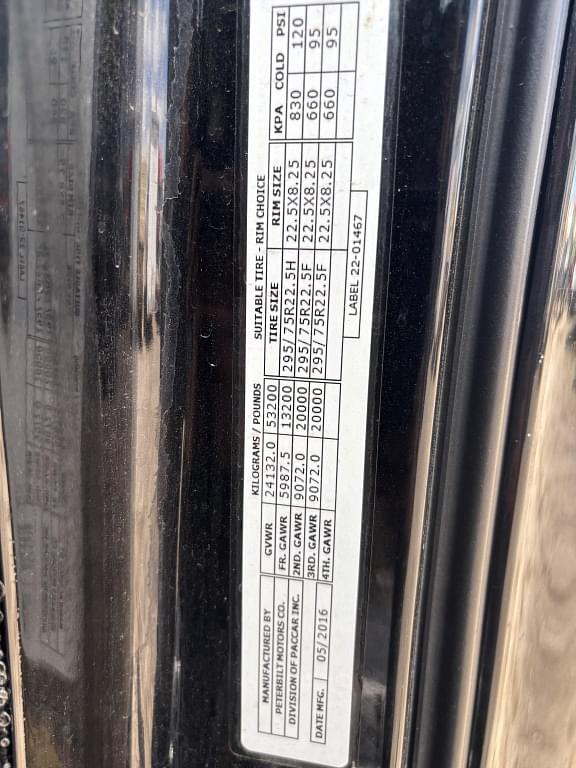 MANUFACTURED BY
PETERBILT MOTORS CO.
DIVISION OF PACCAR INC.
DATE MFG. 05/2016
KILOGRAMS / POUNDS
GVWR 24132.0 53200
FR. GAWR 5987.5 13200
2ND. GAWR 9072.0 20000
3RD. GAWR 9072.0 20000
4TH. GAWR
SUITABLE TIRE - RIM CHOICE
TIRE SIZE RIM SIZE KPA COLD PSI
295/75R22.5H 22.5X8.25 830 120
295/75R22.5F 22.5X8.25 660 95
295/75R22.5F 22.5X8.25 660 95
LABEL 22-01467